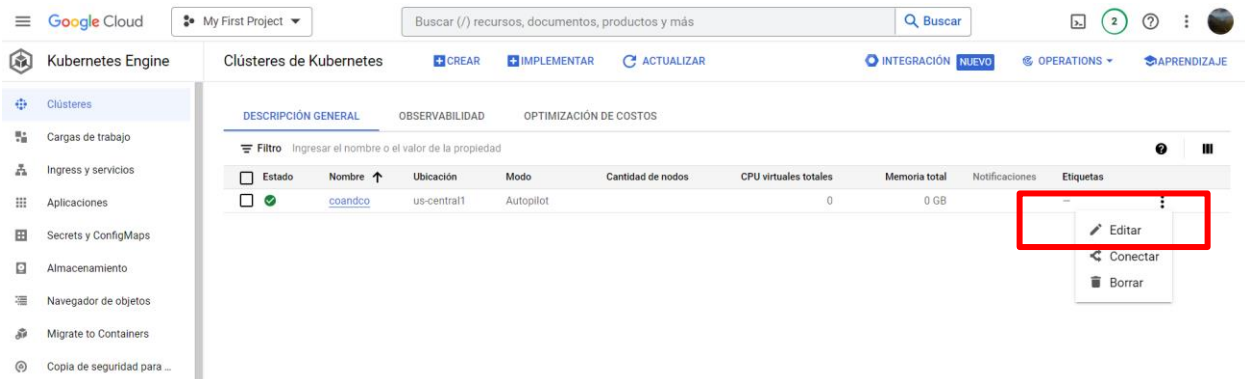 Google Cloud My First Project Buscar (/) recursos, documentos, productos y más Buscar 2
Kubernetes Engine Clústeres de Kubernetes CREAR IMPLEMENTAR ACTUALIZAR INTEGRACIÓN NUEVO OPERATIONS APRENDIZAJE
Clústeres
Cargas de trabajo
Ingress y servicios
Aplicaciones
Secrets y ConfigMaps
Almacenamiento
Navegador de objetos
Migrate to Containers
Copia de seguridad para ...
DESCRIPCIÓN GENERAL OBSERVABILIDAD OPTIMIZACIÓN DE COSTOS
Filtro Ingresar el nombre o el valor de la propiedad
Estado Nombre Ubicación Modo Cantidad de nodos CPU virtuales totales Memoria total Notificaciones Etiquetas
coandco us-central1 Autopilot 0 0 GB —
Editar
Conectar
Borrar